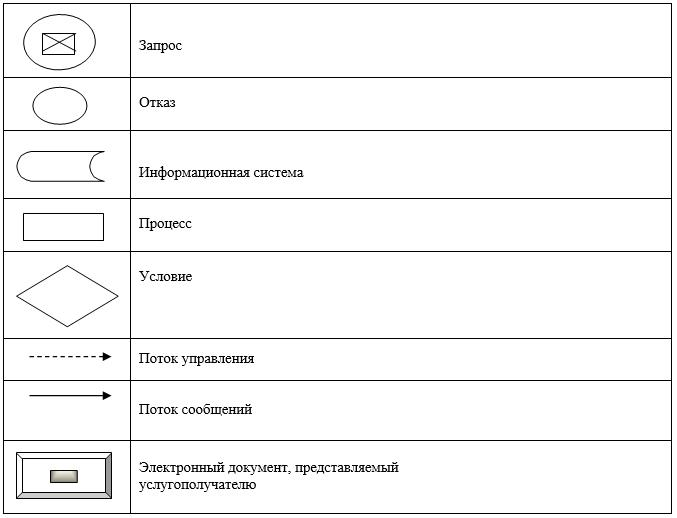 Запрос
Отказ
Информационная система
Процесс
Условие
Поток управления
Поток сообщений
Электронный документ, представляемый
услугополучателю